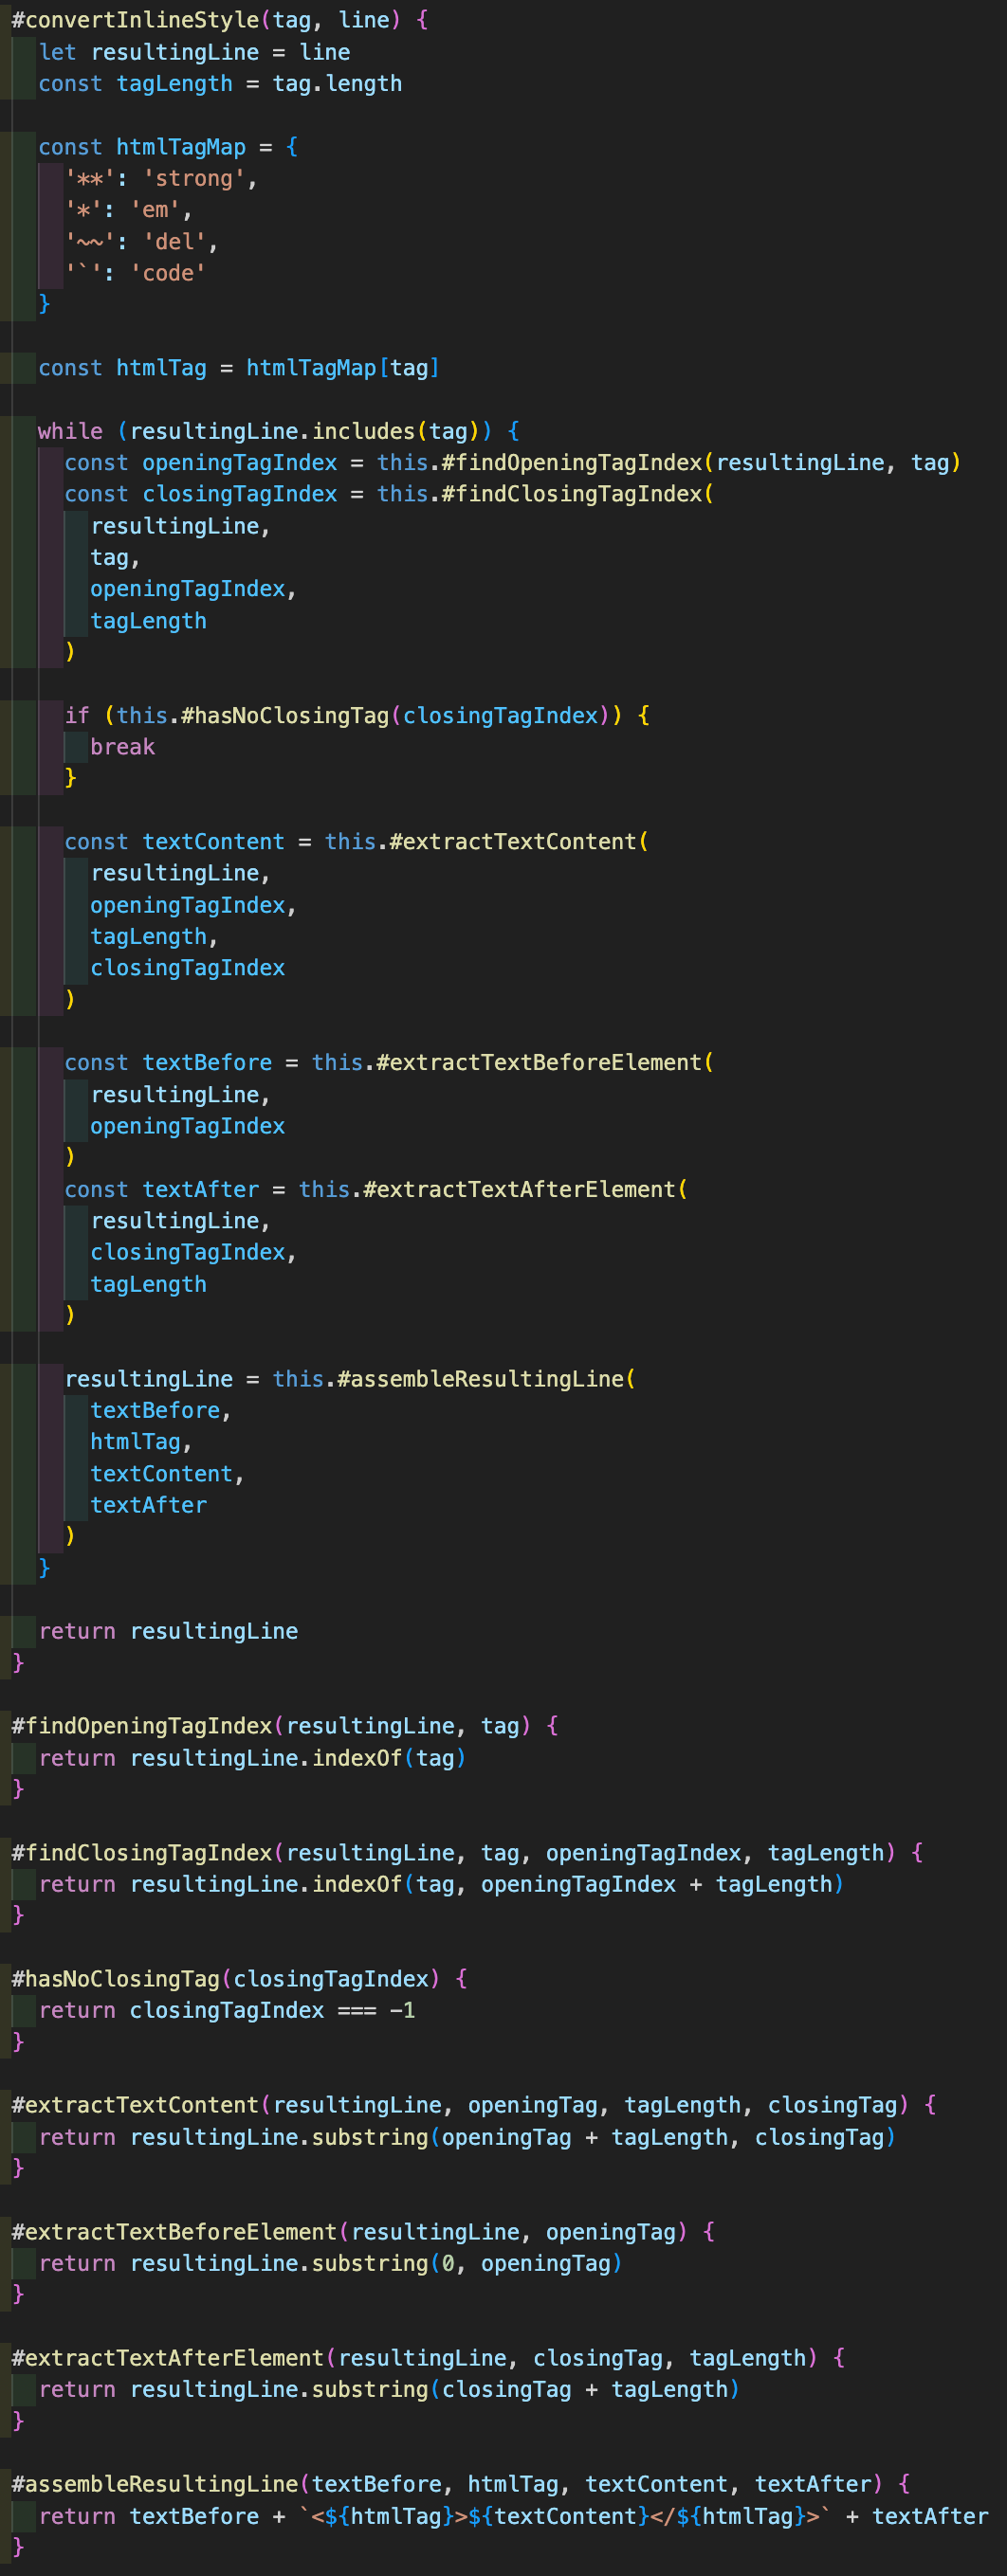 #convertInlineStyle(tag, line) {
let resultingLine = line
const tagLength = tag.length
const htmlTagMap = {
'**': 'strong',
'*': 'em',
'~~': 'del',
'`': 'code'
}
const htmlTag = htmlTagMap[tag]
while (resultingLine.includes(tag)) {
const openingTagIndex = this.#findOpeningTagIndex(resultingLine, tag)
const closingTagIndex = this.#findClosingTagIndex(
resultingLine,
tag,
openingTagIndex,
tagLength
)
if (this.#hasNoClosingTag(closingTagIndex)) {
break
}
const textContent = this.#extractTextContent(
resultingLine,
openingTagIndex,
tagLength,
closingTagIndex
)
const textBefore = this.#extractTextBeforeElement(
resultingLine,
openingTagIndex
)
const textAfter = this.#extractTextAfterElement(
resultingLine,
closingTagIndex,
tagLength
)
resultingLine = this.#assembleResultingLine(
textBefore,
htmlTag,
textContent,
textAfter
)
}
return resultingLine
}
#findOpeningTagIndex(resultingLine, tag) {
return resultingLine.indexOf(tag)
}
#findClosingTagIndex(resultingLine, tag, openingTagIndex, tagLength) {
return resultingLine.indexOf(tag, openingTagIndex + tagLength)
}
#hasNoClosingTag(closingTagIndex) {
return closingTagIndex === -1
}
#extractTextContent(resultingLine, openingTag, tagLength, closingTag) {
return resultingLine.substring(openingTag + tagLength, closingTag)
}
#extractTextBeforeElement(resultingLine, openingTag) {
return resultingLine.substring(0, openingTag)
}
#extractTextAfterElement(resultingLine, closingTag, tagLength) {
return resultingLine.substring(closingTag + tagLength)
}
#assembleResultingLine(textBefore, htmlTag, textContent, textAfter) {
return textBefore + `<${htmlTag}>${textContent}</${htmlTag}>` + textAfter
}